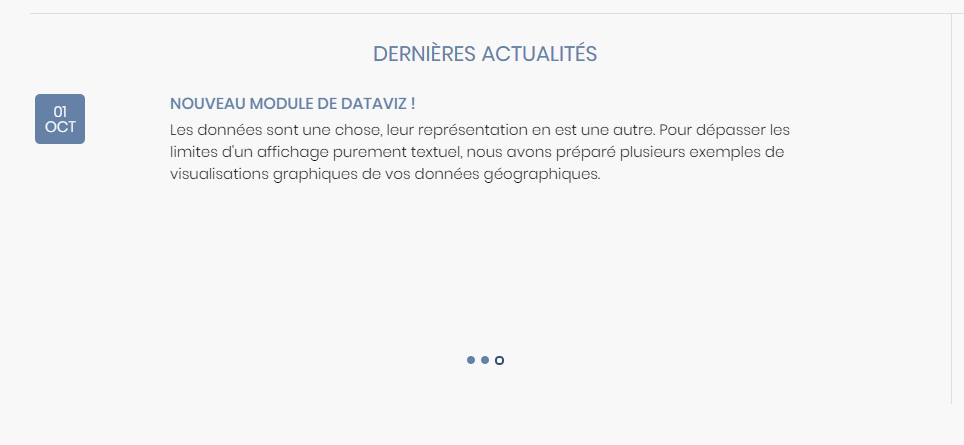 DERNIÈRES ACTUALITÉS
01
OCT
NOUVEAU MODULE DE DATAVIZ !
Les données sont une chose, leur représentation en est une autre. Pour dépasser les
limites d'un affichage purement textuel, nous avons préparé plusieurs exemples de
visualisations graphiques de vos données géographiques.